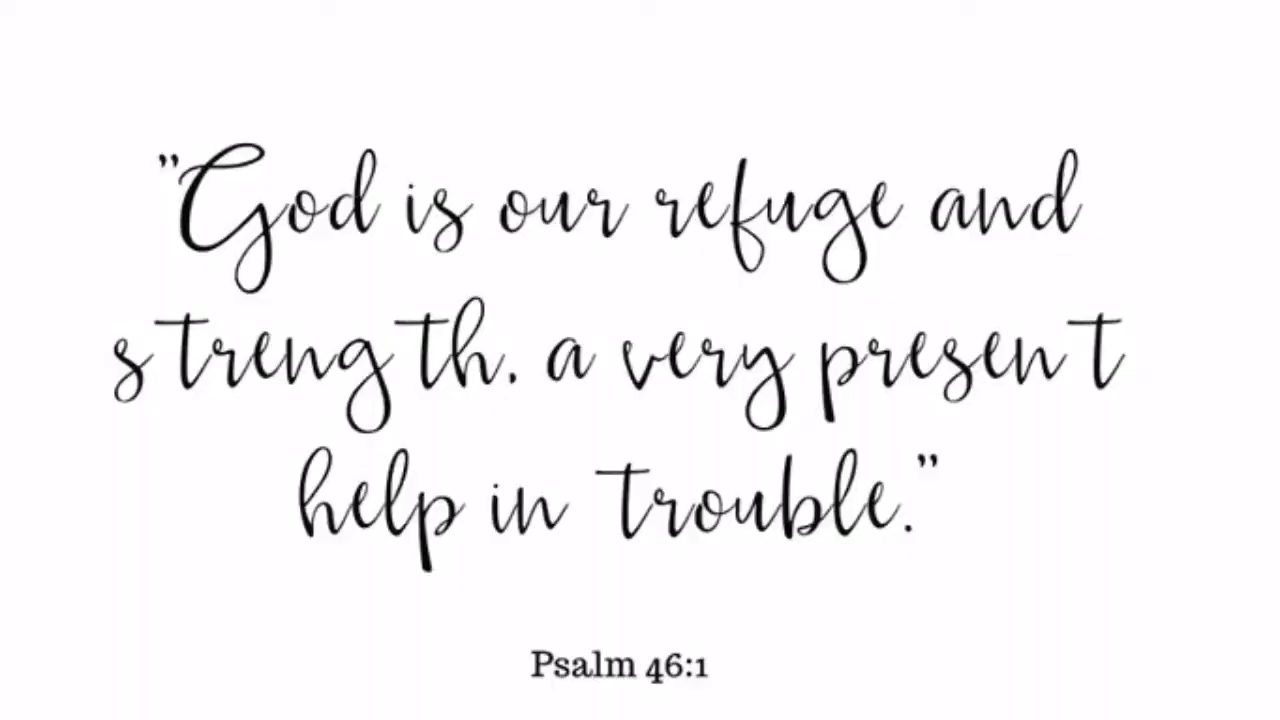 "God is our refuge and
strength, a very present
help in trouble."
Psalm 46:1